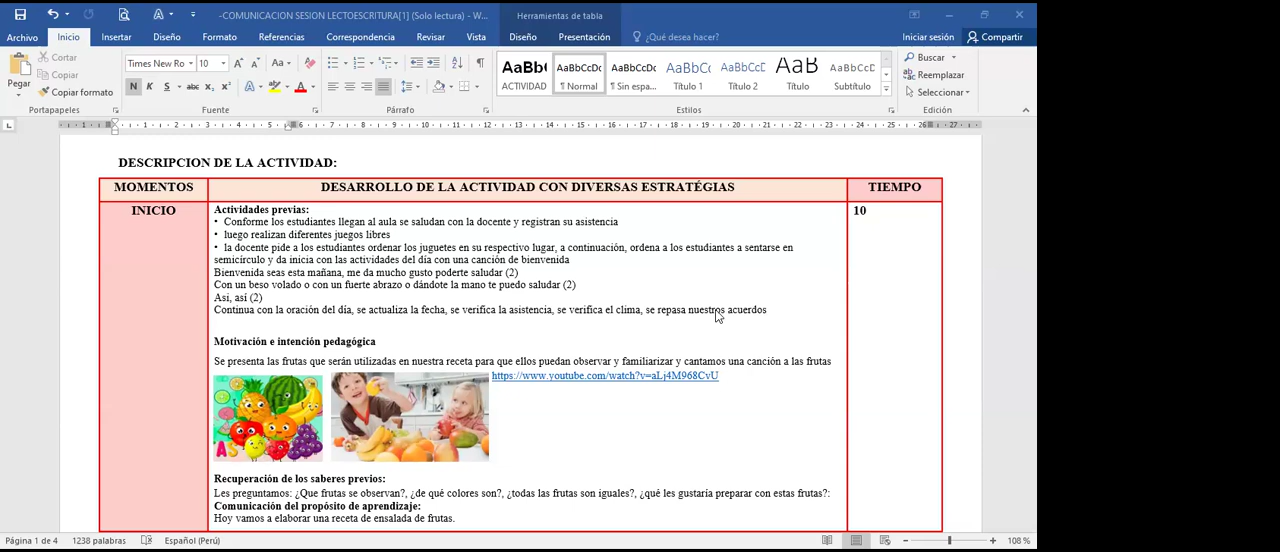 -COMUNICACION SESION LECTOESCRITURA[1] (Solo lectura) - W...
Herramientas de tabla
Archivo Inicio Insertar Diseño Formato Referencias Correspondencia Revisar Vista Diseño Presentación ¿Qué desea hacer? Iniciar sesión Compartir
Pegar
Cortar
Copiar
Copiar formato
Portapapeles
Times New Ro 10
N K S abc x₂ x²
Fuente
Párrafo
AaBb( AaBbCcDc AaBbCcDc AaBbCc AaBbCcD AaB AaBbCcD
ACTIVIDAD ¶ Normal ¶ Sin espa... Título 1 Título 2 Título Subtítulo
Estilos
Buscar
Reemplazar
Seleccionar
Edición
DESCRIPCION DE LA ACTIVIDAD:
MOMENTOS DESARROLLO DE LA ACTIVIDAD CON DIVERSAS ESTRATÉGIAS TIEMPO
INICIO
Actividades previas:
10
• Conforme los estudiantes llegan al aula se saludan con la docente y registran su asistencia
• luego realizan diferentes juegos libres
• la docente pide a los estudiantes ordenar los juguetes en su respectivo lugar, a continuación, ordena a los estudiantes a sentarse en
semicírculo y da inicia con las actividades del día con una canción de bienvenida
Bienvenida seas esta mañana, me da mucho gusto poderte saludar (2)
Con un beso volado o con un fuerte abrazo o dándote la mano te puedo saludar (2)
Así, así (2)
Continua con la oración del día, se actualiza la fecha, se verifica la asistencia, se verifica el clima, se repasa nuestros acuerdos
Motivación e intención pedagógica
Se presenta las frutas que serán utilizadas en nuestra receta para que ellos puedan observar y familiarizar y cantamos una canción a las frutas
https://www.youtube.com/watch?v=aLj4M968CvU
Recuperación de los saberes previos:
Les preguntamos: ¿Que frutas se observan?, ¿de qué colores son?, ¿todas las frutas son iguales?, ¿qué les gustaría preparar con estas frutas?:
Comunicación del propósito de aprendizaje:
Hoy vamos a elaborar una receta de ensalada de frutas.
Página 1 de 4 1238 palabras Español (Perú) 108 %